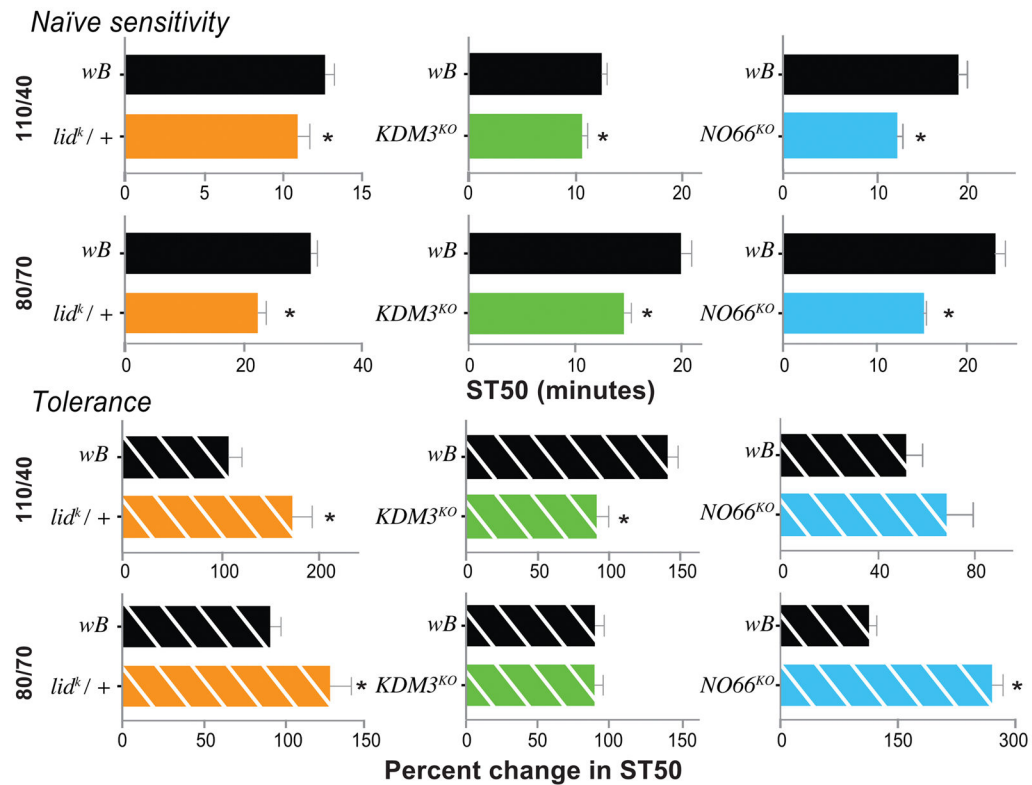 Naïve sensitivity
110/40
wB
lidᵏ/ +
*
0 5 10 15
wB
KDM3ᴷᴼ
*
0 10 20
wB
NO66ᴷᴼ
*
0 10 20
80/70
wB
lidᵏ/ +
*
0 20 40
wB
KDM3ᴷᴼ
*
0 10 20
wB
NO66ᴷᴼ
*
0 10 20
ST50 (minutes)
Tolerance
110/40
wB
lidᵏ/ +
*
0 100 200
wB
KDM3ᴷᴼ
*
0 50 100 150
wB
NO66ᴷᴼ
0 40 80
80/70
wB
lidᵏ/ +
*
0 50 100 150
wB
KDM3ᴷᴼ
0 50 100 150
wB
NO66ᴷᴼ
*
0 150 300
Percent change in ST50